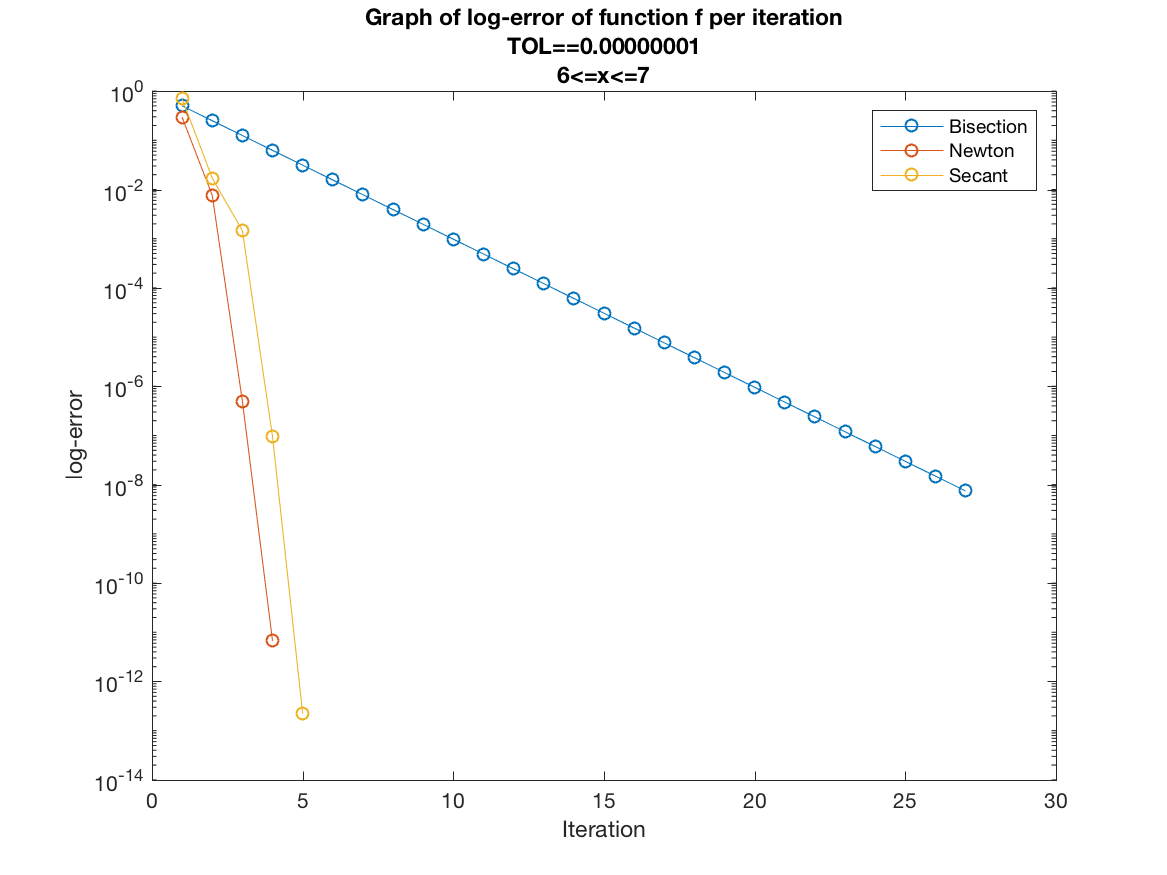 Graph of log-error of function f per iteration
TOL==0.00000001
6<=x<=7
10^0
10^-2
10^-4
10^-6
10^-8
10^-10
10^-12
10^-14
log-error
0 5 10 15 20 25 30
Iteration
Bisection
Newton
Secant